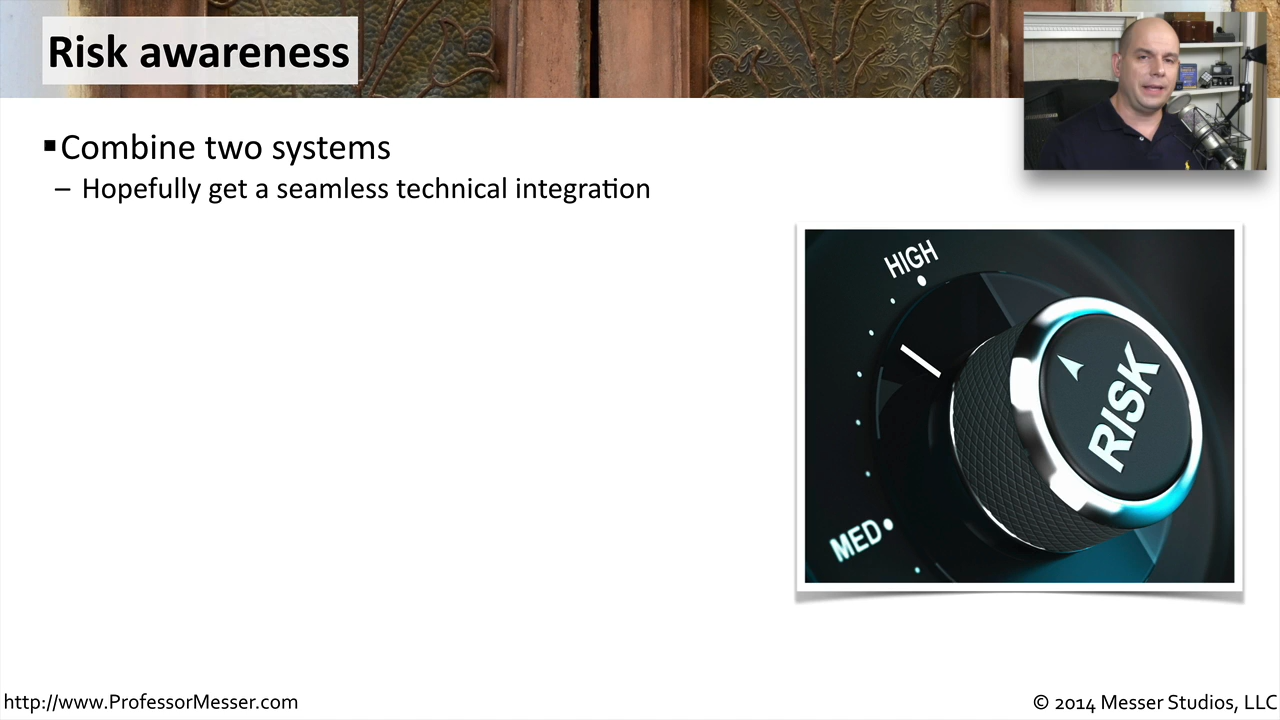 Risk awareness
▪Combine two systems
– Hopefully get a seamless technical integration
HIGH
RISK
MED
http://www.ProfessorMesser.com
© 2014 Messer Studios, LLC